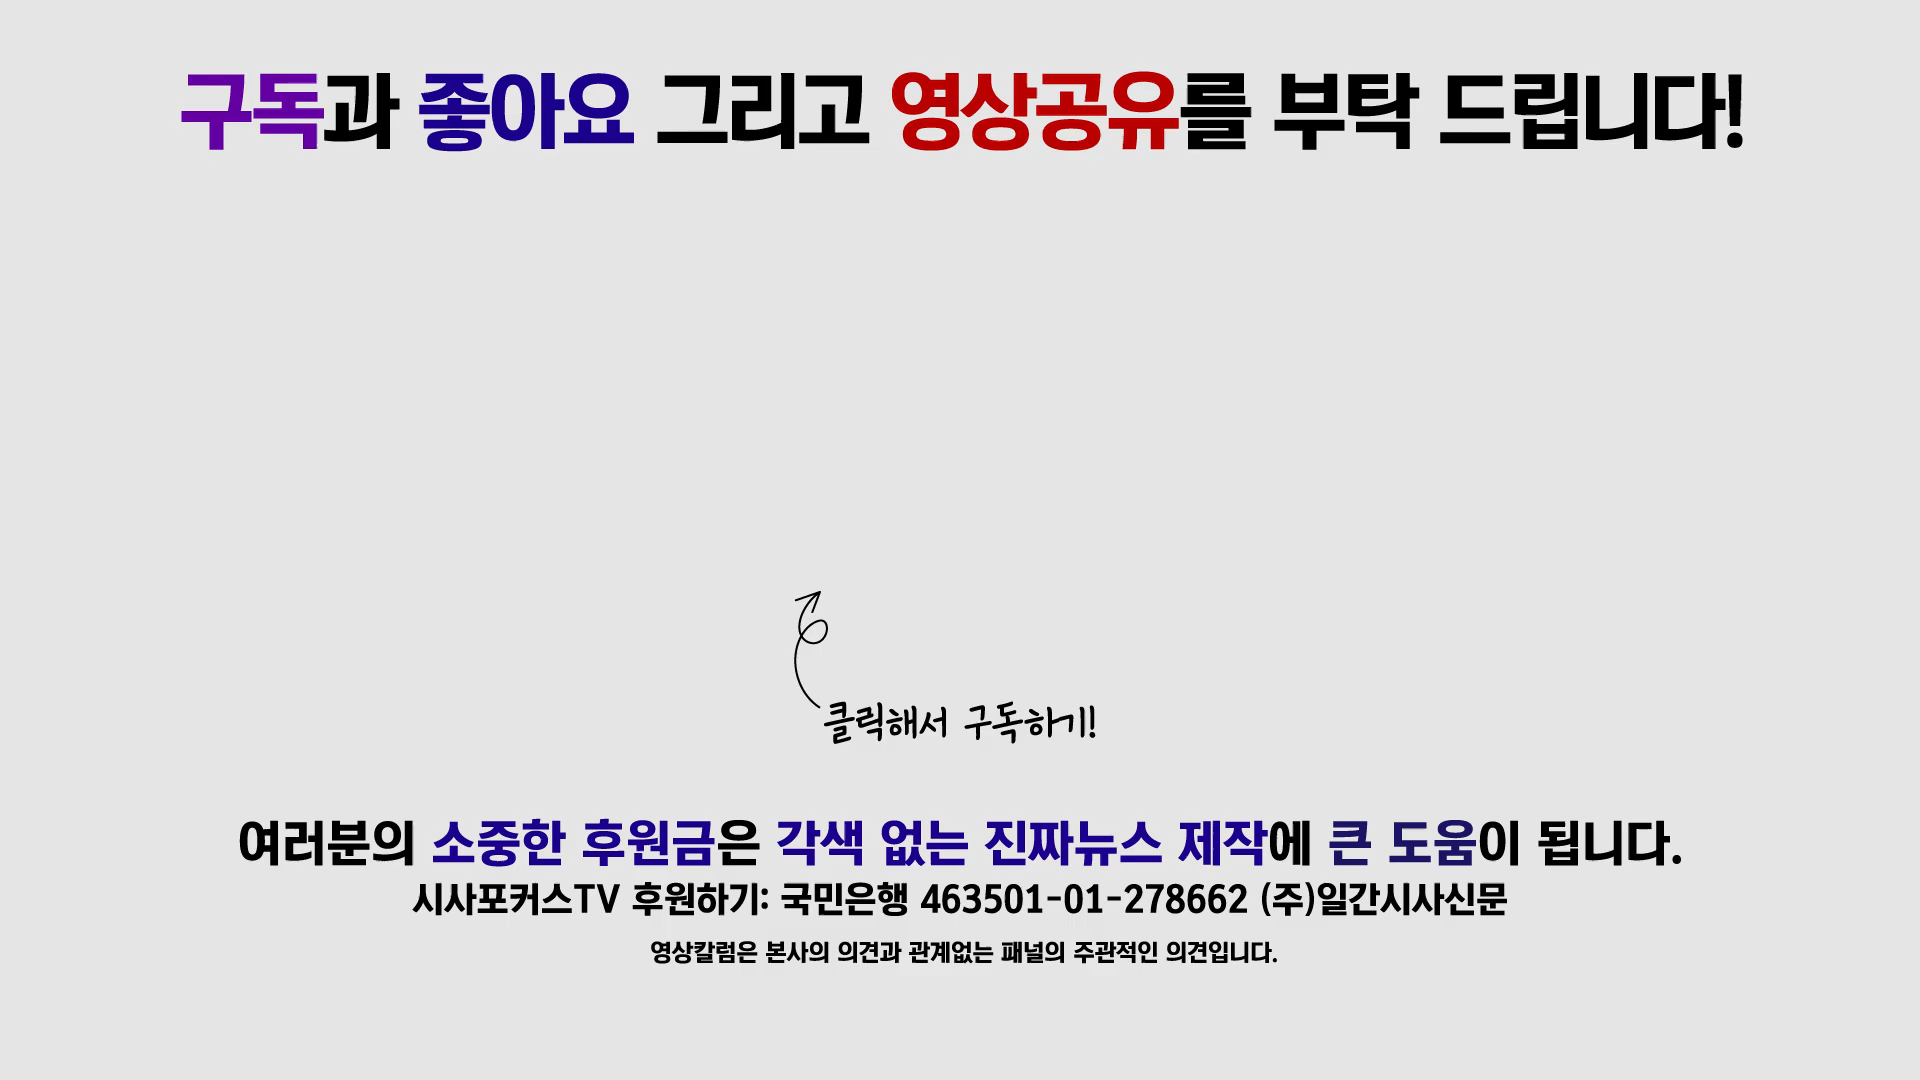 구독과 좋아요 그리고 영상공유를 부탁 드립니다!
클릭해서 구독하기!
여러분의 소중한 후원금은 각색 없는 진짜뉴스 제작에 큰 도움이 됩니다.
시사포커스TV 후원하기: 국민은행 463501-01-278662 (주)일간시사신문
영상칼럼은 본사의 의견과 관계없는 패널의 주관적인 의견입니다.